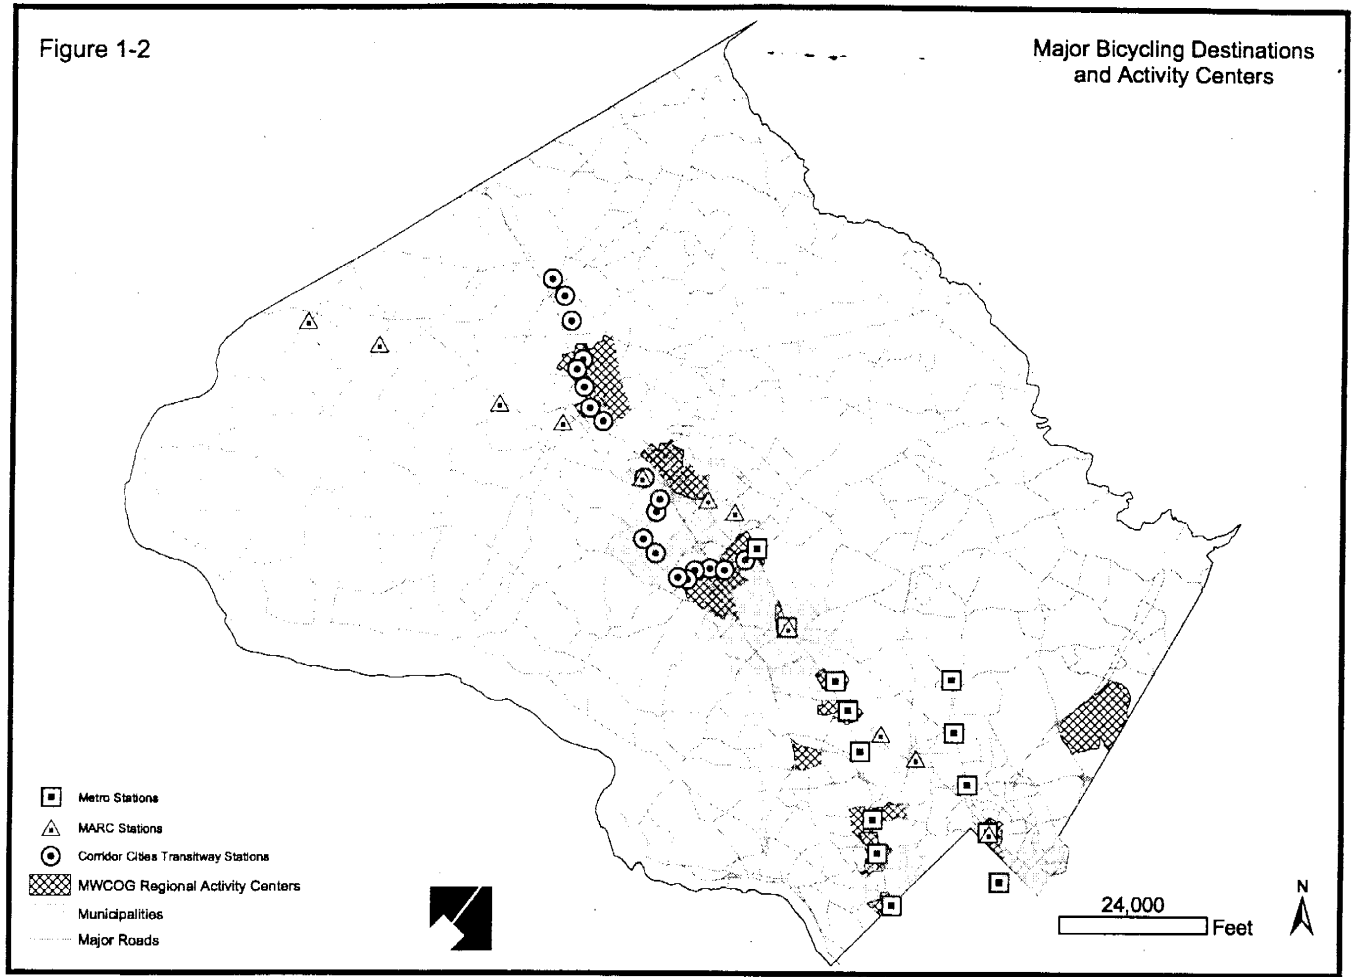 Figure 1-2
Major Bicycling Destinations
and Activity Centers
Metro Stations
MARC Stations
Corridor Cities Transitway Stations
MWCOG Regional Activity Centers
Municipalities
Major Roads
24,000
Feet
N